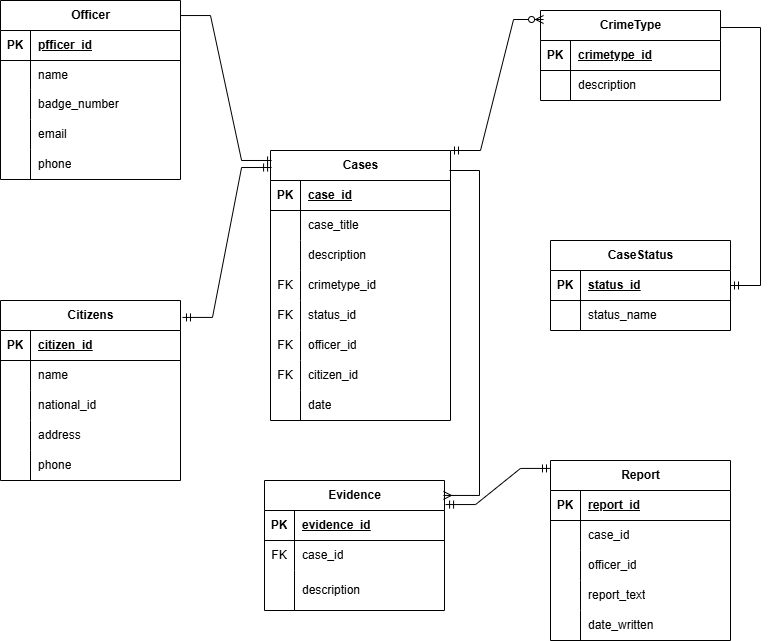 Officer
PK pfficer_id
name
badge_number
email
phone
CrimeType
PK crimetype_id
description
Cases
PK case_id
case_title
description
FK crimetype_id
FK status_id
FK officer_id
FK citizen_id
date
CaseStatus
PK status_id
status_name
Citizens
PK citizen_id
name
national_id
address
phone
Evidence
PK evidence_id
FK case_id
description
Report
PK report_id
case_id
officer_id
report_text
date_written